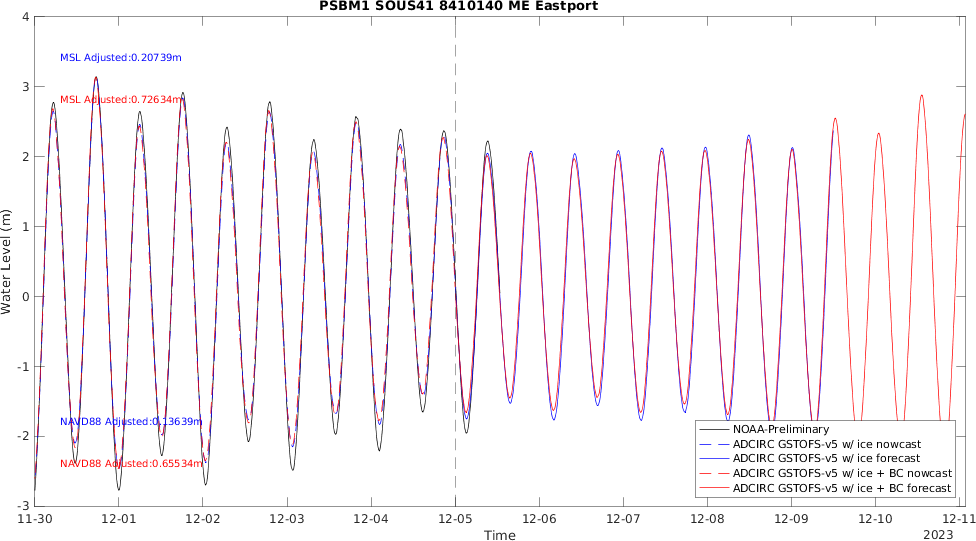 PSBM1 SOUS41 8410140 ME Eastport
4
MSL Adjusted:0.20739m
3
MSL Adjusted:0.72634m
2
1
Water Level (m)
0
-1
NAVD88 Adjusted:0.13639m
-2
NAVD88 Adjusted:0.65534m
-3
NOAA-Preliminary
ADCIRC GSTOFS-v5 w/ ice nowcast
ADCIRC GSTOFS-v5 w/ ice forecast
ADCIRC GSTOFS-v5 w/ ice + BC nowcast
ADCIRC GSTOFS-v5 w/ ice + BC forecast
11-30 12-01 12-02 12-03 12-04 12-05 12-06 12-07 12-08 12-09 12-10 12-11
Time
2023